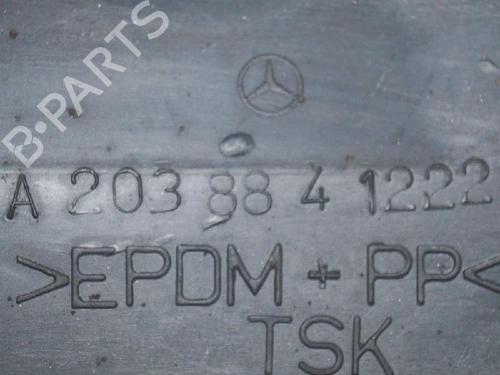 B-PARTS
A 203 88 4 1222
>EPDM + PP<
TSK